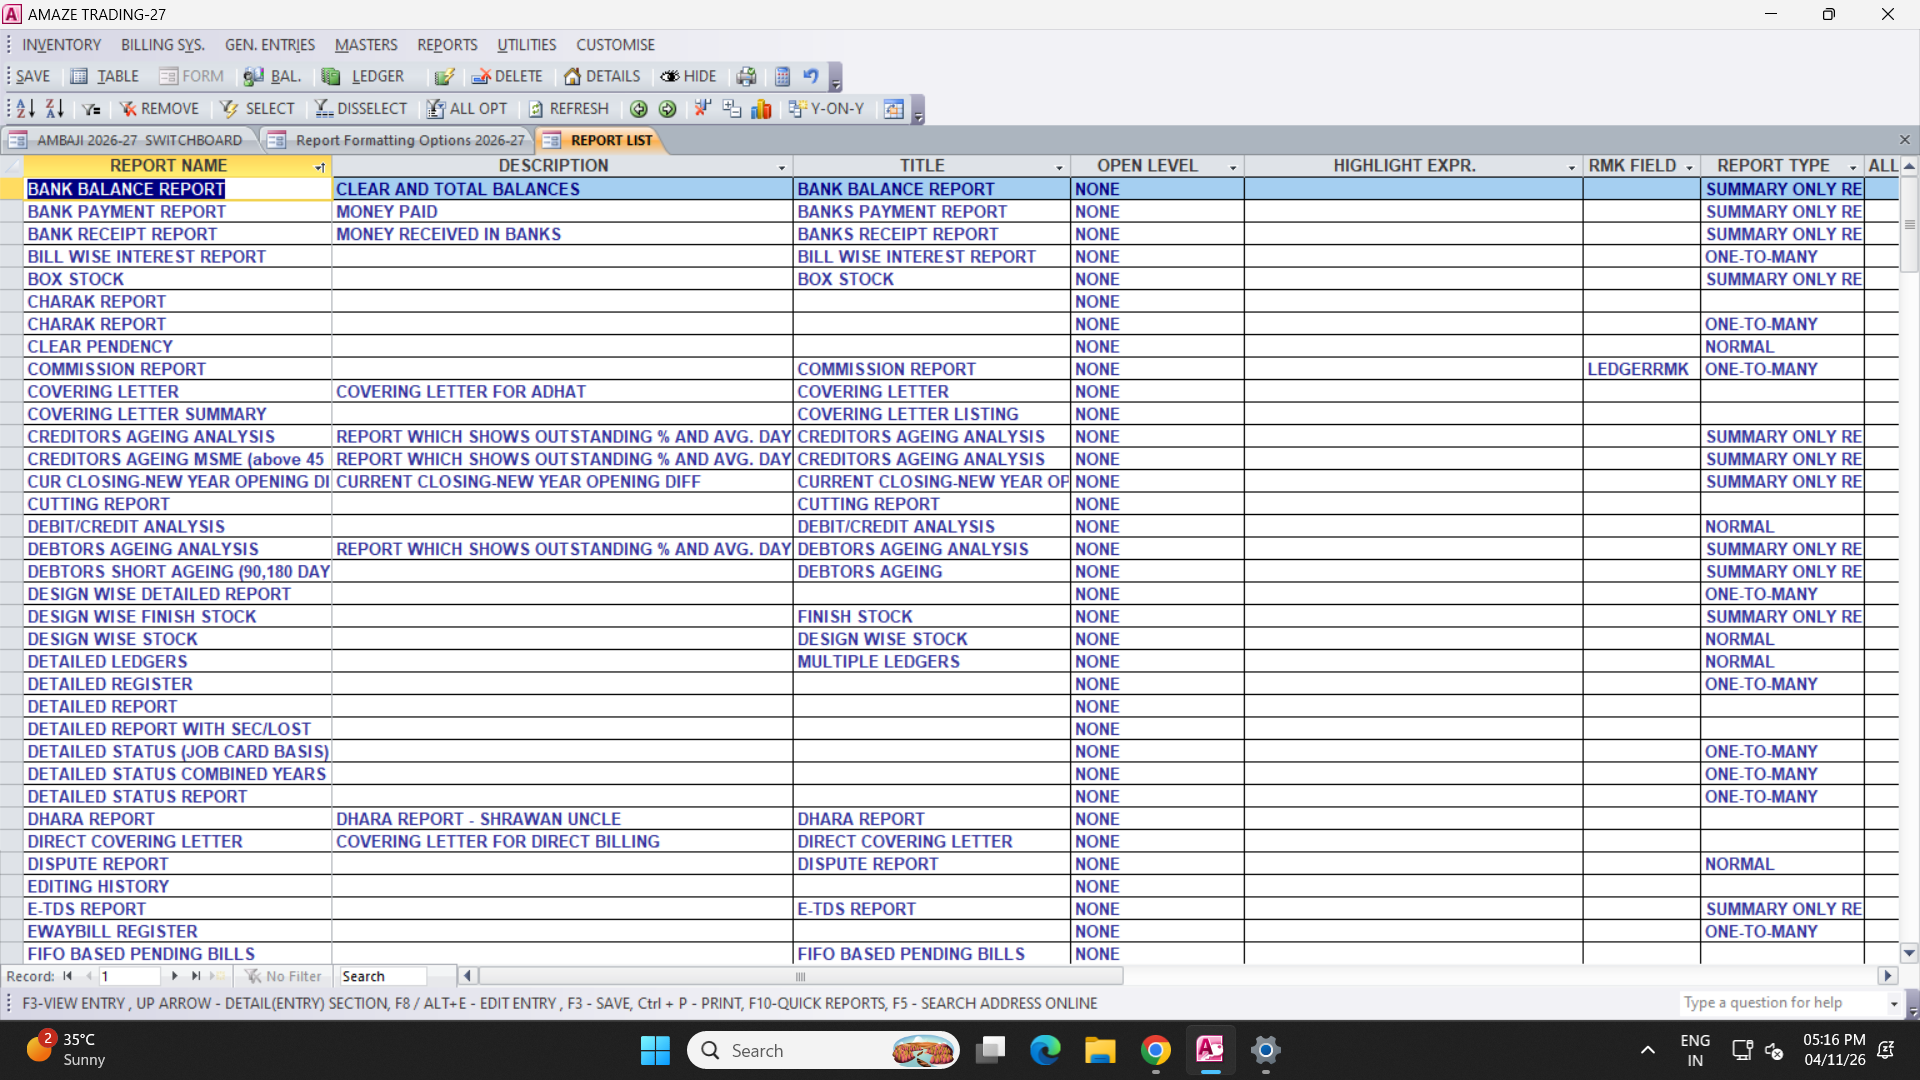 AMAZE TRADING-27
INVENTORY BILLING SYS. GEN. ENTRIES MASTERS REPORTS UTILITIES CUSTOMISE
SAVE TABLE FORM BAL. LEDGER DELETE DETAILS HIDE
REMOVE SELECT DISSELECT ALL OPT REFRESH Y-ON-Y
AMBAJI 2026-27 SWITCHBOARD Report Formatting Options 2026-27 REPORT LIST
REPORT NAME DESCRIPTION TITLE OPEN LEVEL HIGHLIGHT EXPR. RMK FIELD REPORT TYPE ALL
BANK BALANCE REPORT CLEAR AND TOTAL BALANCES BANK BALANCE REPORT NONE SUMMARY ONLY RE
BANK PAYMENT REPORT MONEY PAID BANKS PAYMENT REPORT NONE SUMMARY ONLY RE
BANK RECEIPT REPORT MONEY RECEIVED IN BANKS BANKS RECEIPT REPORT NONE SUMMARY ONLY RE
BILL WISE INTEREST REPORT BILL WISE INTEREST REPORT NONE ONE-TO-MANY
BOX STOCK BOX STOCK NONE SUMMARY ONLY RE
CHARAK REPORT NONE
CHARAK REPORT NONE ONE-TO-MANY
CLEAR PENDENCY NONE NORMAL
COMMISSION REPORT COMMISSION REPORT NONE LEDGERRMK ONE-TO-MANY
COVERING LETTER COVERING LETTER FOR ADHAT COVERING LETTER NONE
COVERING LETTER SUMMARY COVERING LETTER LISTING NONE
CREDITORS AGEING ANALYSIS REPORT WHICH SHOWS OUTSTANDING % AND AVG. DAY CREDITORS AGEING ANALYSIS NONE SUMMARY ONLY RE
CREDITORS AGEING MSME (above 45 REPORT WHICH SHOWS OUTSTANDING % AND AVG. DAY CREDITORS AGEING ANALYSIS NONE SUMMARY ONLY RE
CUR CLOSING-NEW YEAR OPENING DI CURRENT CLOSING-NEW YEAR OPENING DIFF CURRENT CLOSING-NEW YEAR OP NONE SUMMARY ONLY RE
CUTTING REPORT CUTTING REPORT NONE
DEBIT/CREDIT ANALYSIS DEBIT/CREDIT ANALYSIS NONE NORMAL
DEBTORS AGEING ANALYSIS REPORT WHICH SHOWS OUTSTANDING % AND AVG. DAY DEBTORS AGEING ANALYSIS NONE SUMMARY ONLY RE
DEBTORS SHORT AGEING (90,180 DAY DEBTORS AGEING NONE SUMMARY ONLY RE
DESIGN WISE DETAILED REPORT NONE ONE-TO-MANY
DESIGN WISE FINISH STOCK FINISH STOCK NONE SUMMARY ONLY RE
DESIGN WISE STOCK DESIGN WISE STOCK NONE NORMAL
DETAILED LEDGERS MULTIPLE LEDGERS NONE NORMAL
DETAILED REGISTER NONE ONE-TO-MANY
DETAILED REPORT NONE
DETAILED REPORT WITH SEC/LOST NONE
DETAILED STATUS (JOB CARD BASIS) NONE ONE-TO-MANY
DETAILED STATUS COMBINED YEARS NONE ONE-TO-MANY
DETAILED STATUS REPORT NONE ONE-TO-MANY
DHARA REPORT DHARA REPORT - SHRAWAN UNCLE DHARA REPORT NONE
DIRECT COVERING LETTER COVERING LETTER FOR DIRECT BILLING DIRECT COVERING LETTER NONE
DISPUTE REPORT DISPUTE REPORT NONE NORMAL
EDITING HISTORY NONE
E-TDS REPORT E-TDS REPORT NONE SUMMARY ONLY RE
EWAYBILL REGISTER NONE ONE-TO-MANY
FIFO BASED PENDING BILLS FIFO BASED PENDING BILLS NONE
Record: 1 No Filter Search
F3-VIEW ENTRY , UP ARROW - DETAIL(ENTRY) SECTION, F8 / ALT+E - EDIT ENTRY , F3 - SAVE, Ctrl + P - PRINT, F10-QUICK REPORTS, F5 - SEARCH ADDRESS ONLINE Type a question for help
2 35°C Search ENG 05:16 PM
Sunny IN 04/11/26